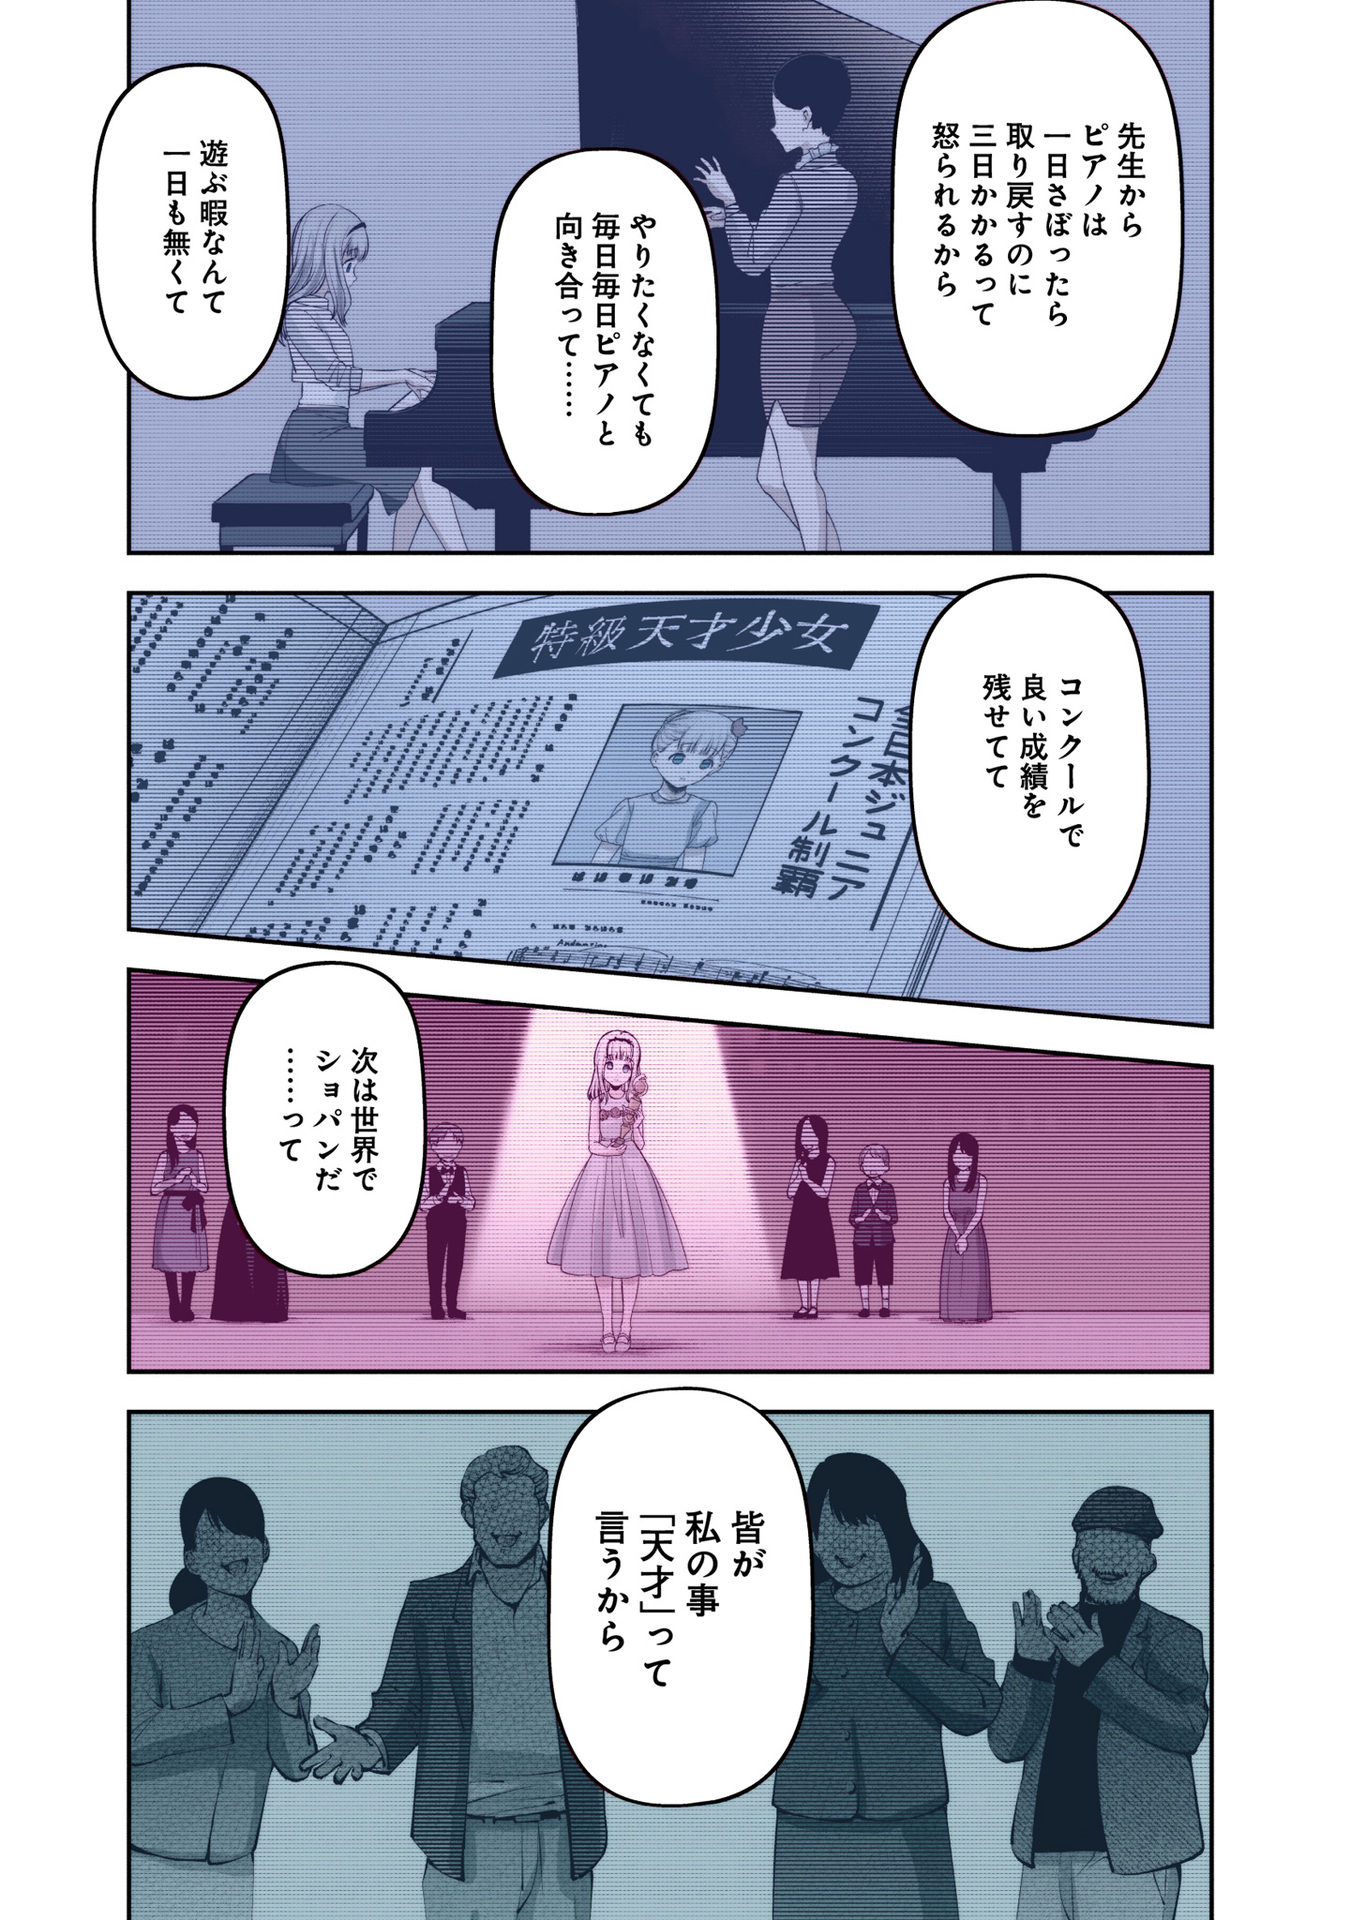 先生から
ピアノは
一日さぼったら
取り戻すのに
三日かかるって
怒られるから
やりたくなくても
毎日毎日ピアノと
向き合って……
遊ぶ暇なんて
一日も無くて
コンクールで
良い成績を
残せてて
特級天才少女
全日本ジュニア
コンクール制覇
次は世界で
ショパンだ
……って
皆が
私の事
「天才」って
言うから